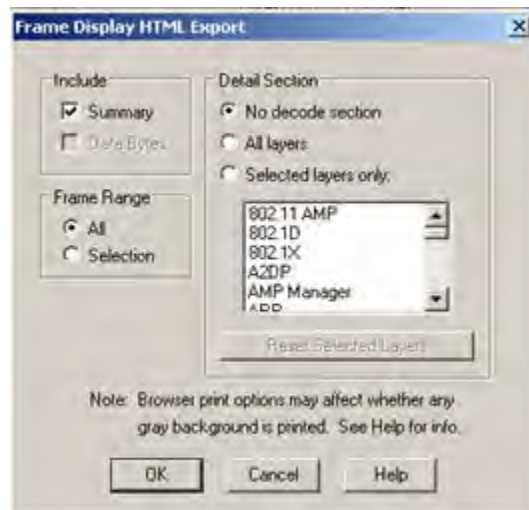 Frame Display HTML Export
Include
Summary
Data Bytes
Frame Range
All
Selection
Detail Section
No decode section
All layers
Selected layers only:
802.11 AMP
802.1D
802.1X
A2DP
AMP Manager
Reset Selected Layers
Note: Browser print options may affect whether any
gray background is printed. See Help for info.
OK
Cancel
Help